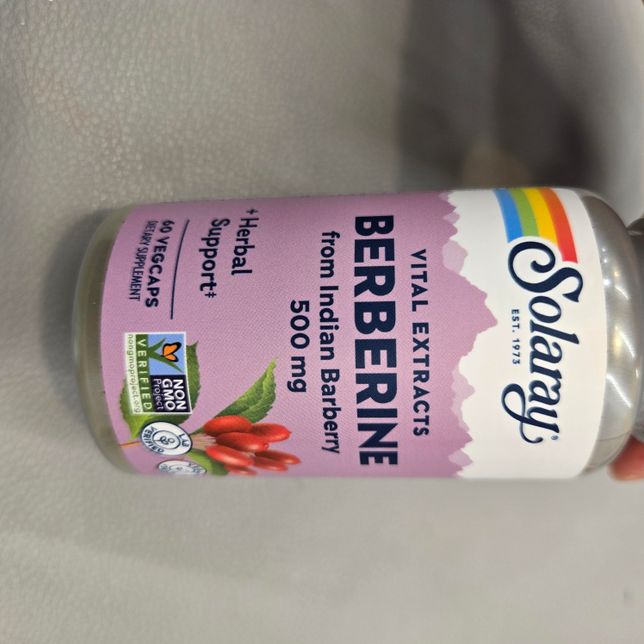 Solaray®
EST. 1973
VITAL EXTRACTS
BERBERINE
from Indian Barberry
500 mg
‡Herbal
Support‡
60 VEGCAPS
DIETARY SUPPLEMENT
NON
GMO
Project
VERIFIED
nongmoproject.org
VERIFIED